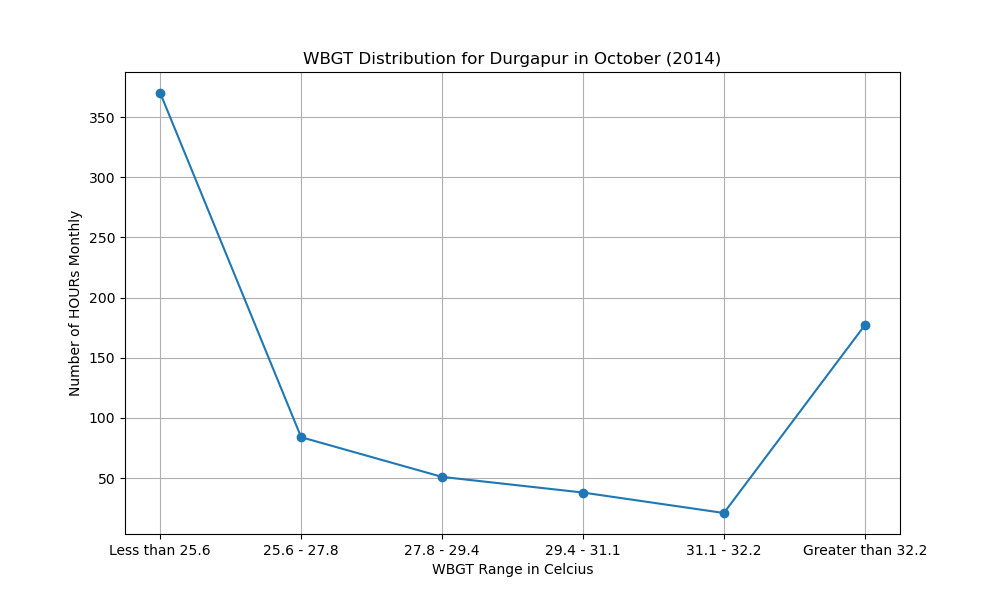 WBGT Distribution for Durgapur in October (2014)
Number of HOURs Monthly
350
300
250
200
150
100
50
Less than 25.6 25.6 - 27.8 27.8 - 29.4 29.4 - 31.1 31.1 - 32.2 Greater than 32.2
WBGT Range in Celcius